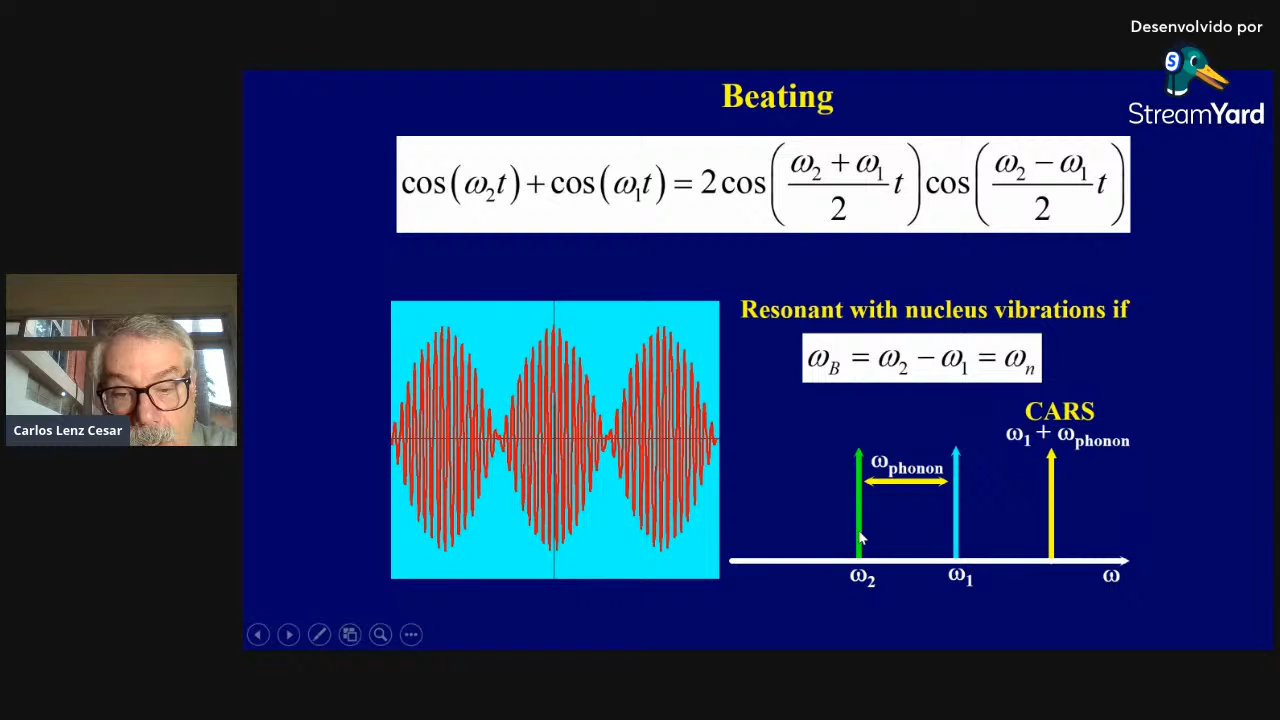 Desenvolvido por
S
StreamYard
Beating
cos(ω₂t) + cos(ω₁t) = 2cos((ω₂ + ω₁)/2 t) cos((ω₂ − ω₁)/2 t)
Resonant with nucleus vibrations if
ω_B = ω₂ − ω₁ = ω_n
CARS
ω₁ + ω_phonon
ω_phonon
ω₂ ω₁ ω
Carlos Lenz Cesar